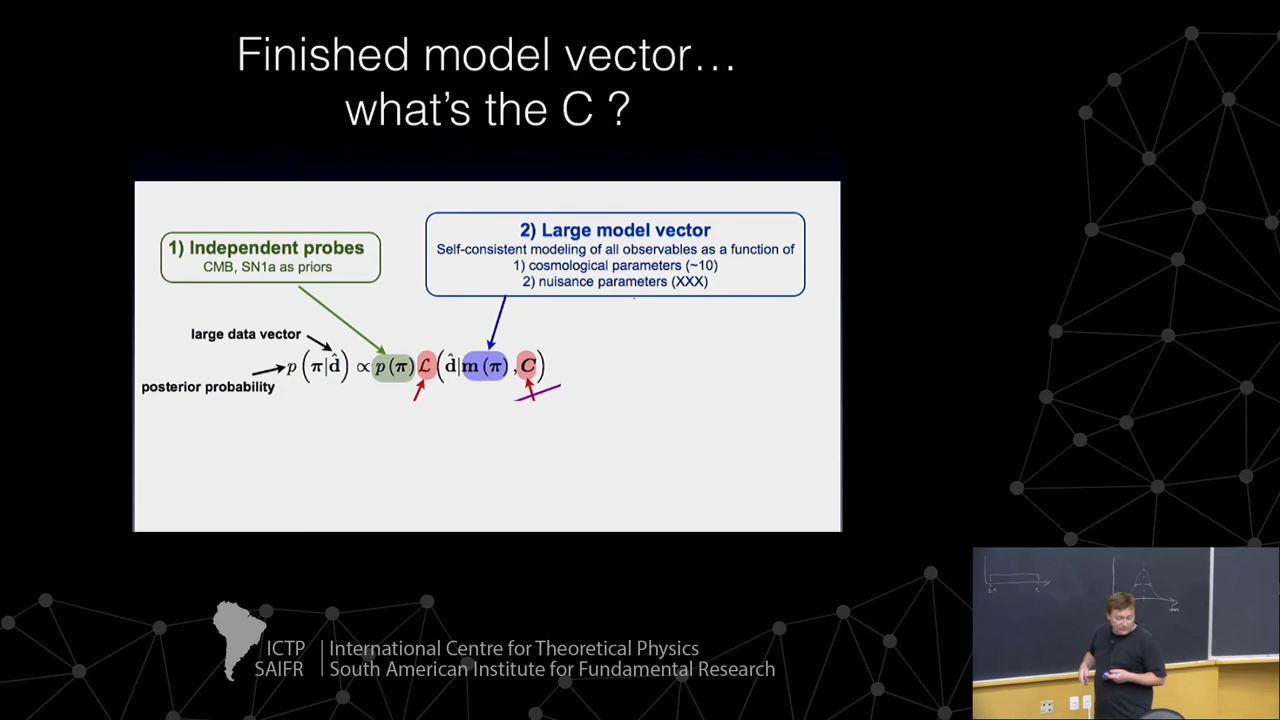 Finished model vector…
what's the C ?
1) Independent probes
CMB, SN1a as priors
2) Large model vector
Self-consistent modeling of all observables as a function of
1) cosmological parameters (~10)
2) nuisance parameters (XXX)
large data vector
posterior probability
p (π|d̂) ∝ p (π) ℒ (d̂|m (π) , C)
ICTP
SAIFR
International Centre for Theoretical Physics
South American Institute for Fundamental Research